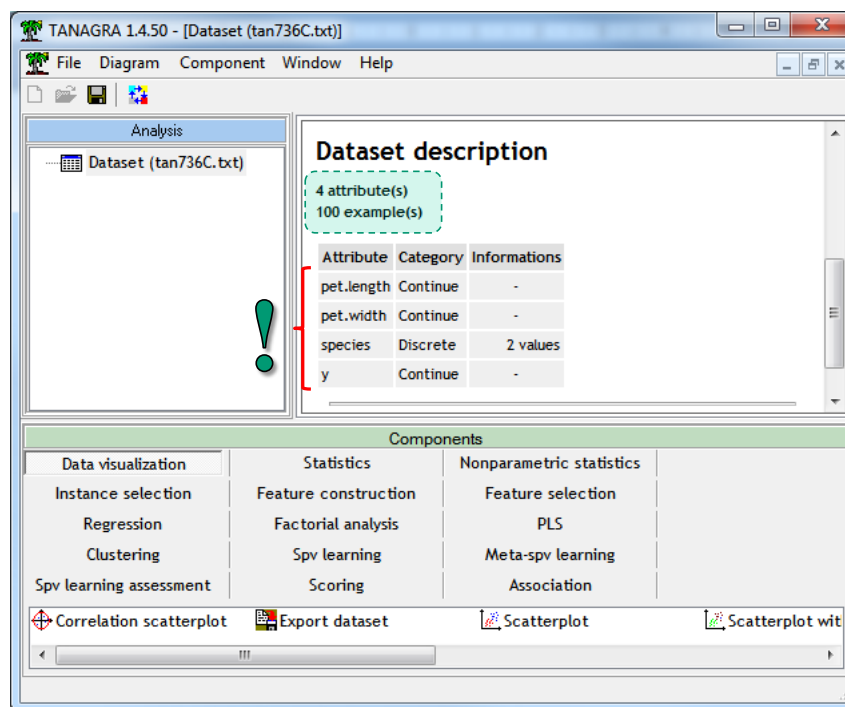 TANAGRA 1.4.50 - [Dataset (tan736C.txt)]
File Diagram Component Window Help
Analysis
Dataset (tan736C.txt)
Dataset description
4 attribute(s)
100 example(s)
Attribute Category Informations
pet.length Continue -
pet.width Continue -
species Discrete 2 values
y Continue -
!
Components
Data visualization Statistics Nonparametric statistics
Instance selection Feature construction Feature selection
Regression Factorial analysis PLS
Clustering Spv learning Meta-spv learning
Spv learning assessment Scoring Association
Correlation scatterplot Export dataset Scatterplot Scatterplot wit